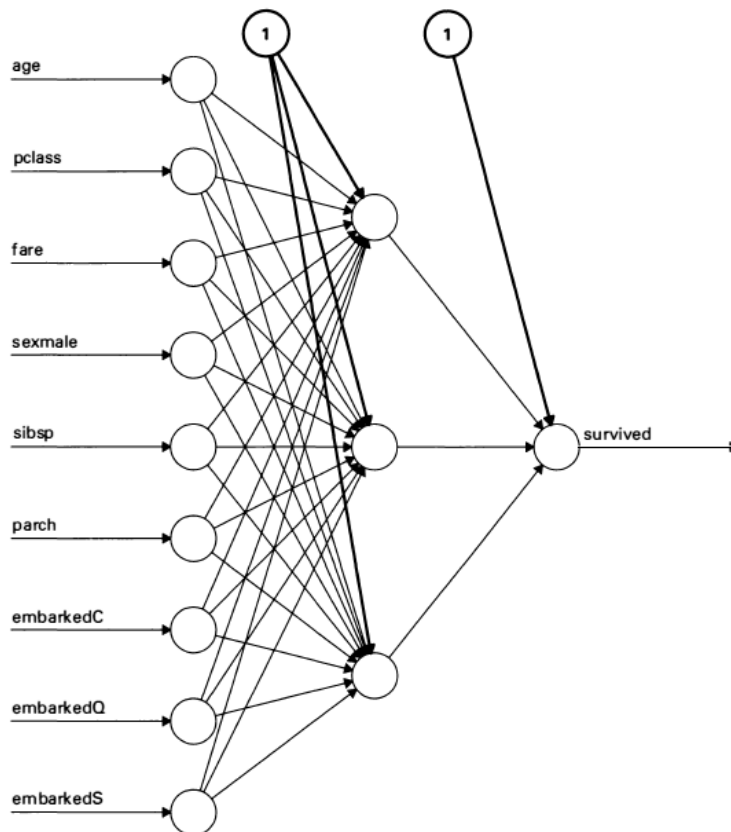 1
1
age
pclass
fare
sexmale
sibsp
survived
parch
embarkedC
embarkedQ
embarkedS